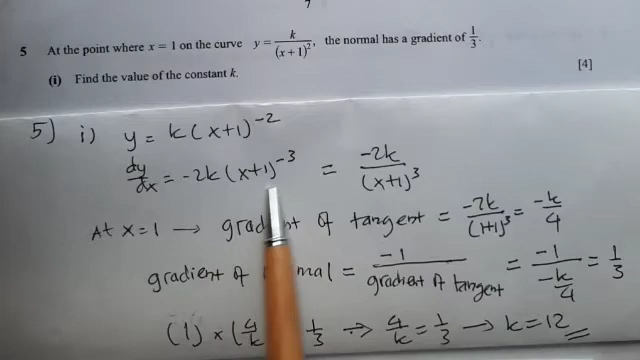 7
5 At the point where x = 1 on the curve y = k/(x + 1)², the normal has a gradient of 1/3.
(i) Find the value of the constant k. [4]
5) i) y = k(x+1)⁻²
dy/dx = -2k(x+1)⁻³ = -2k/(x+1)³
At x=1 → gradient of tangent = -2k/(1+1)³ = -k/4
gradient of = -1/gradient of tangent = -1/(-k/4) = 1/3
(1) × (4/k 1/3 ∴ 4/k = 1/3 → k=12